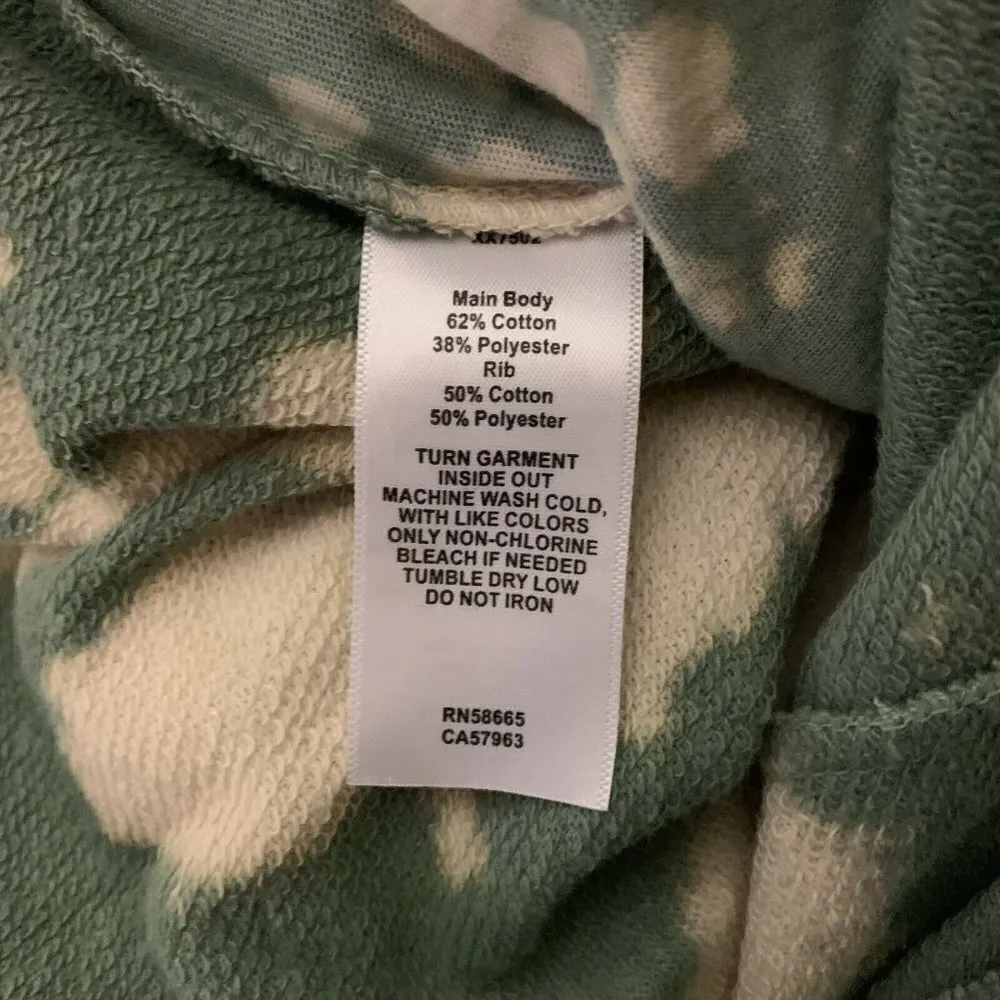 XX7502
Main Body
62% Cotton
38% Polyester
Rib
50% Cotton
50% Polyester
TURN GARMENT
INSIDE OUT
MACHINE WASH COLD,
WITH LIKE COLORS
ONLY NON-CHLORINE
BLEACH IF NEEDED
TUMBLE DRY LOW
DO NOT IRON
RN58665
CA57963